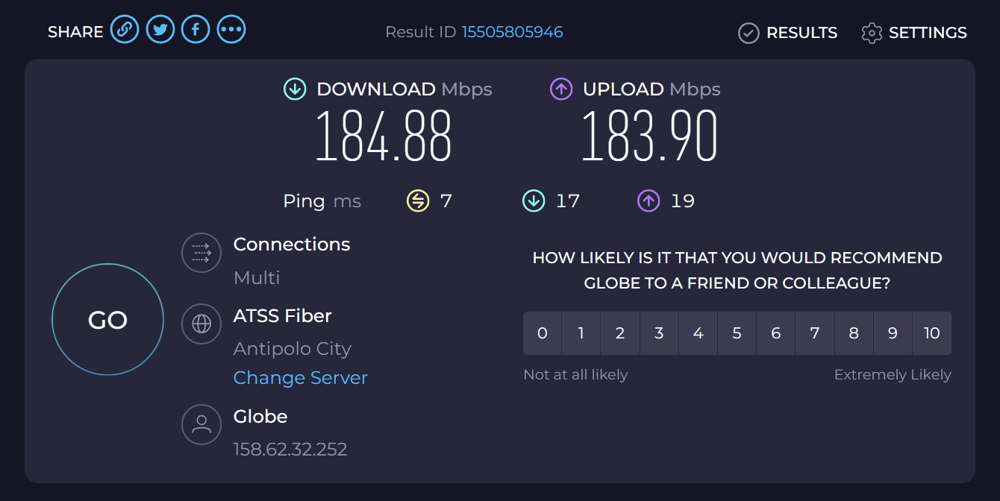 SHARE
Result ID 15505805946
RESULTS
SETTINGS
DOWNLOAD Mbps
184.88
UPLOAD Mbps
183.90
Ping ms
7
17
19
GO
Connections
Multi
ATSS Fiber
Antipolo City
Change Server
Globe
158.62.32.252
HOW LIKELY IS IT THAT YOU WOULD RECOMMEND
GLOBE TO A FRIEND OR COLLEAGUE?
0 1 2 3 4 5 6 7 8 9 10
Not at all likely
Extremely Likely